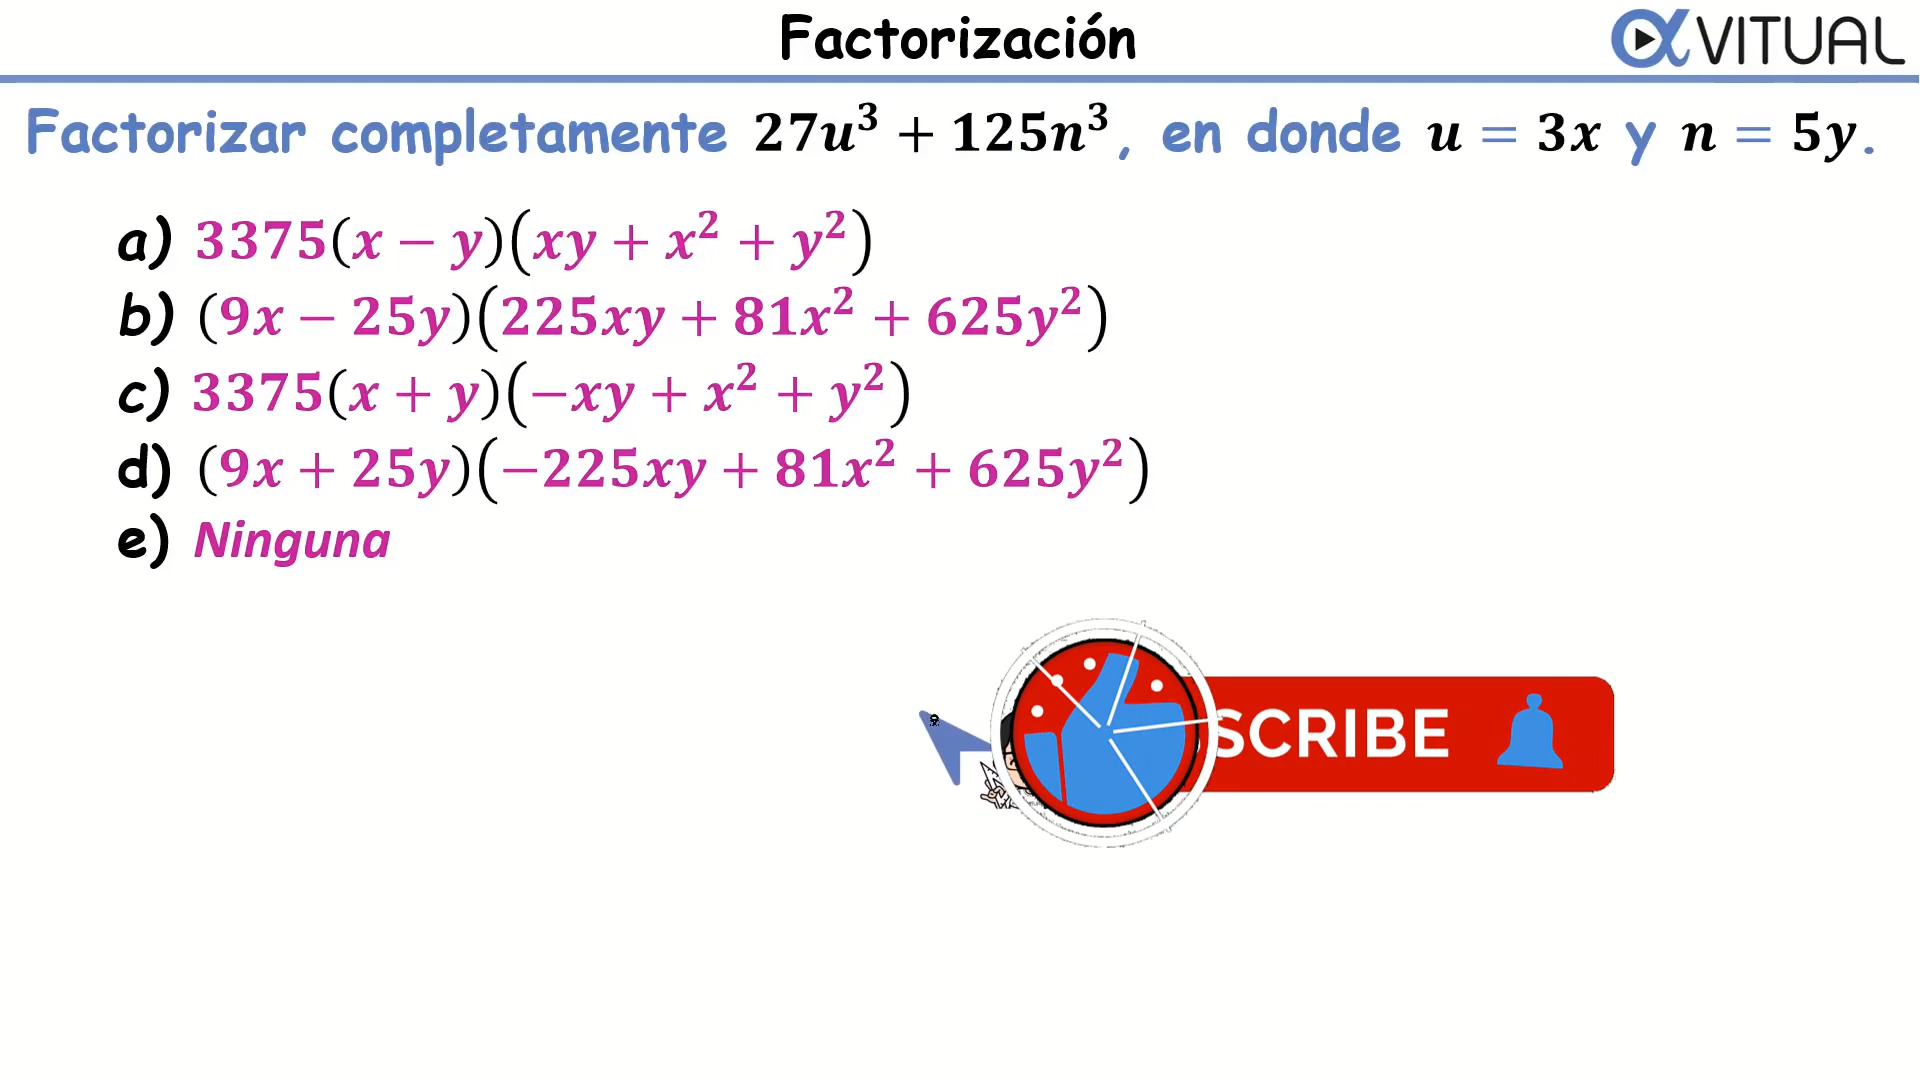 Factorización
VITUAL
Factorizar completamente 27u³ + 125n³, en donde u = 3x y n = 5y.
a) 3375(x − y)(xy + x² + y²)
b) (9x − 25y)(225xy + 81x² + 625y²)
c) 3375(x + y)(−xy + x² + y²)
d) (9x + 25y)(−225xy + 81x² + 625y²)
e) Ninguna
SCRIBE